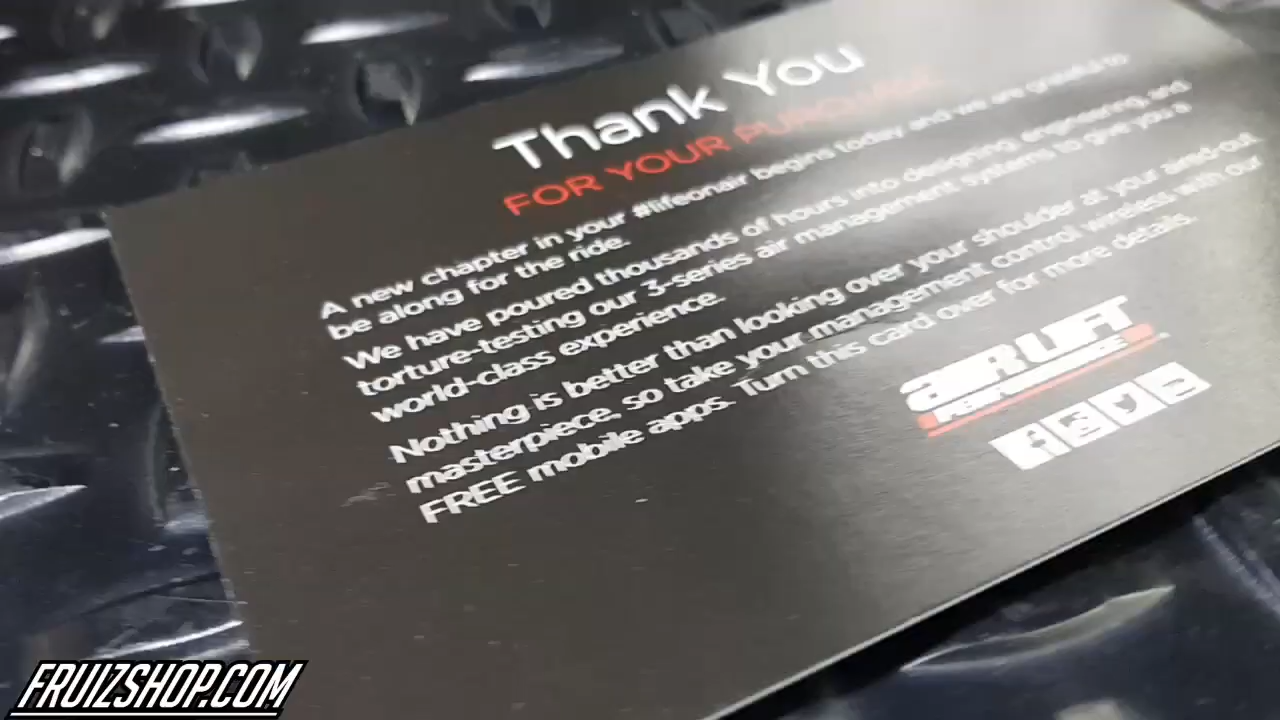 Thank You
FOR YOUR PURCHASE
A new chapter in your #lifeonair begins today and we are grateful to
be along for the ride.
We have poured thousands of hours into designing, engineering, and
torture-testing our 3-series air management systems to give you a
world-class experience.
Nothing is better than looking over your shoulder at your aired-out
masterpiece, so take your management control wireless with our
FREE mobile apps. Turn this card over for more details.
AIR LIFT
PERFORMANCE
FRUIZSHOP.COM